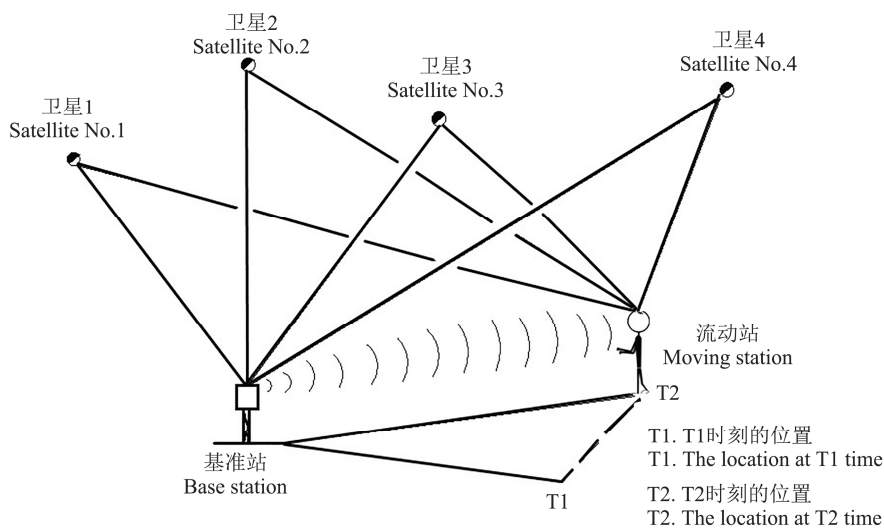 卫星1
Satellite No.1
卫星2
Satellite No.2
卫星3
Satellite No.3
卫星4
Satellite No.4
流动站
Moving station
T2
基准站
Base station
T1
T1. T1时刻的位置
T1. The location at T1 time
T2. T2时刻的位置
T2. The location at T2 time